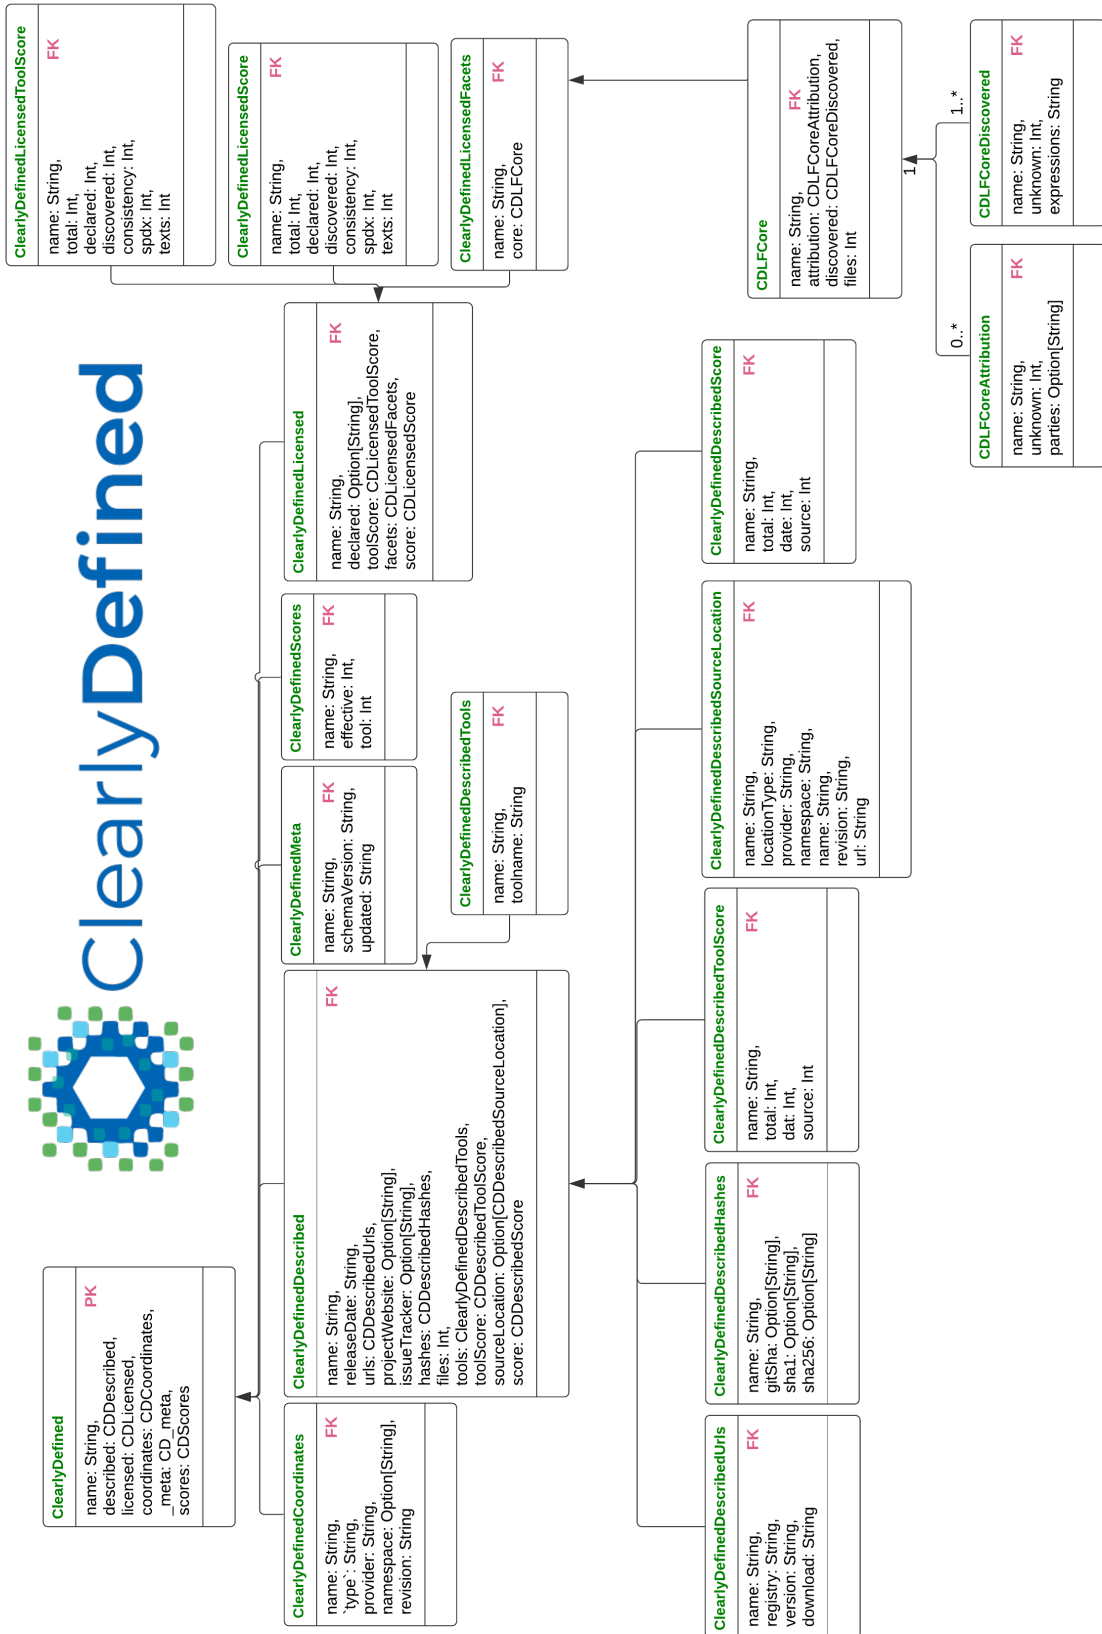 ClearlyDefined
ClearlyDefined
name: String, PK
described: CDDescribed,
licensed: CDLicensed,
coordinates: CDCoordinates,
_meta: CD_meta,
scores: CDScores
ClearlyDefinedCoordinates
name: String, FK
`type`: String,
provider: String,
namespace: Option[String],
revision: String
ClearlyDefinedDescribed
name: String, FK
releaseDate: String,
urls: CDDescribedUrls,
projectWebsite: Option[String],
issueTracker: Option[String],
hashes: CDDescribedHashes,
files: Int,
tools: ClearlyDefinedDescribedTools,
toolScore: CDDescribedToolScore,
sourceLocation: Option[CDDescribedSourceLocation],
score: CDDescribedScore
ClearlyDefinedMeta
name: String, FK
schemaVersion: String,
updated: String
ClearlyDefinedScores
name: String, FK
effective: Int,
tool: Int
ClearlyDefinedLicensed
name: String, FK
declared: Option[String],
toolScore: CDLicensedToolScore,
facets: CDLicensedFacets,
score: CDLicensedScore
ClearlyDefinedLicensedToolScore
name: String, FK
total: Int,
declared: Int,
discovered: Int,
consistency: Int,
spdx: Int,
texts: Int
ClearlyDefinedLicensedScore
name: String, FK
total: Int,
declared: Int,
discovered: Int,
consistency: Int,
spdx: Int,
texts: Int
ClearlyDefinedLicensedFacets
name: String, FK
core: CDLFCore
ClearlyDefinedDescribedTools
name: String, FK
toolname: String
ClearlyDefinedDescribedUrls
name: String, FK
registry: String,
version: String,
download: String
ClearlyDefinedDescribedHashes
name: String, FK
gitSha: Option[String],
sha1: Option[String],
sha256: Option[String]
ClearlyDefinedDescribedToolScore
name: String, FK
total: Int,
dat: Int,
source: Int
ClearlyDefinedDescribedSourceLocation
name: String, FK
locationType: String,
provider: String,
namespace: String,
name: String,
revision: String,
url: String
ClearlyDefinedDescribedScore
name: String, FK
total: Int,
date: Int,
source: Int
CDLFCore
name: String, FK
attribution: CDLFCoreAttribution,
discovered: CDLFCoreDiscovered,
files: Int
1
0..*
1..*
CDLFCoreAttribution
name: String, FK
unknown: Int,
parties: Option[String]
CDLFCoreDiscovered
name: String, FK
unknown: Int,
expressions: String